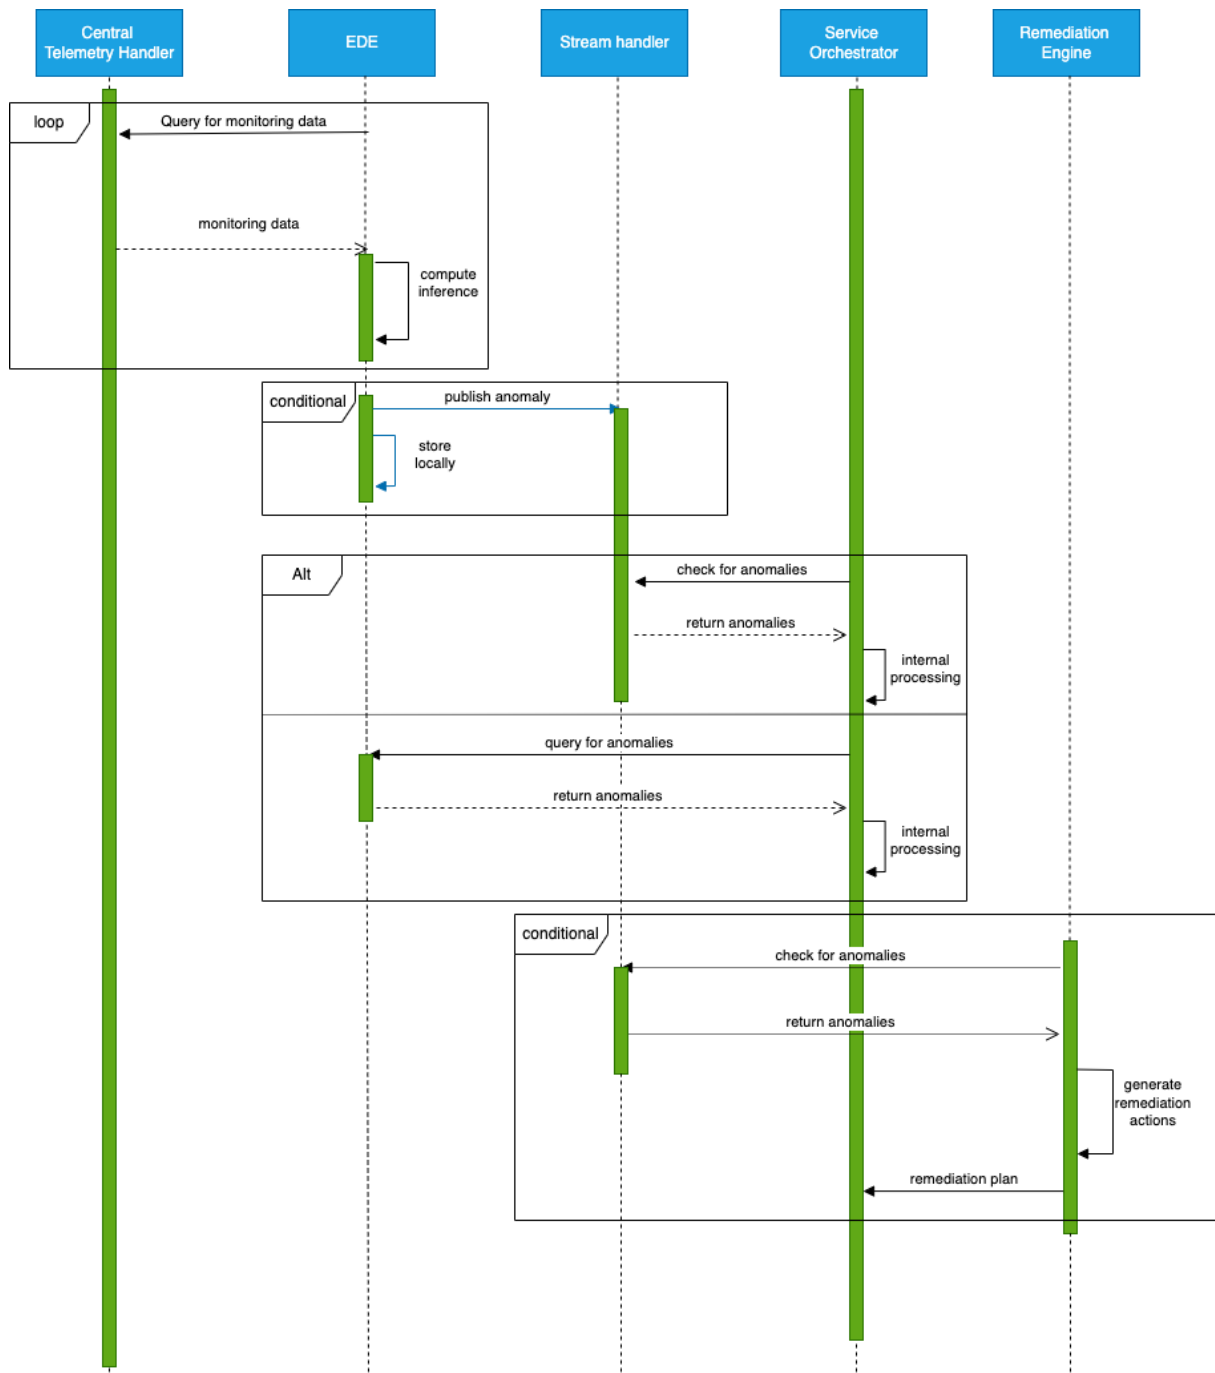 Central
Telemetry Handler
EDE
Stream handler
Service
Orchestrator
Remediation
Engine
loop
Query for monitoring data
monitoring data
compute
inference
conditional
publish anomaly
store
locally
Alt
check for anomalies
return anomalies
internal
processing
query for anomalies
return anomalies
internal
processing
conditional
check for anomalies
return anomalies
generate
remediation
actions
remediation plan